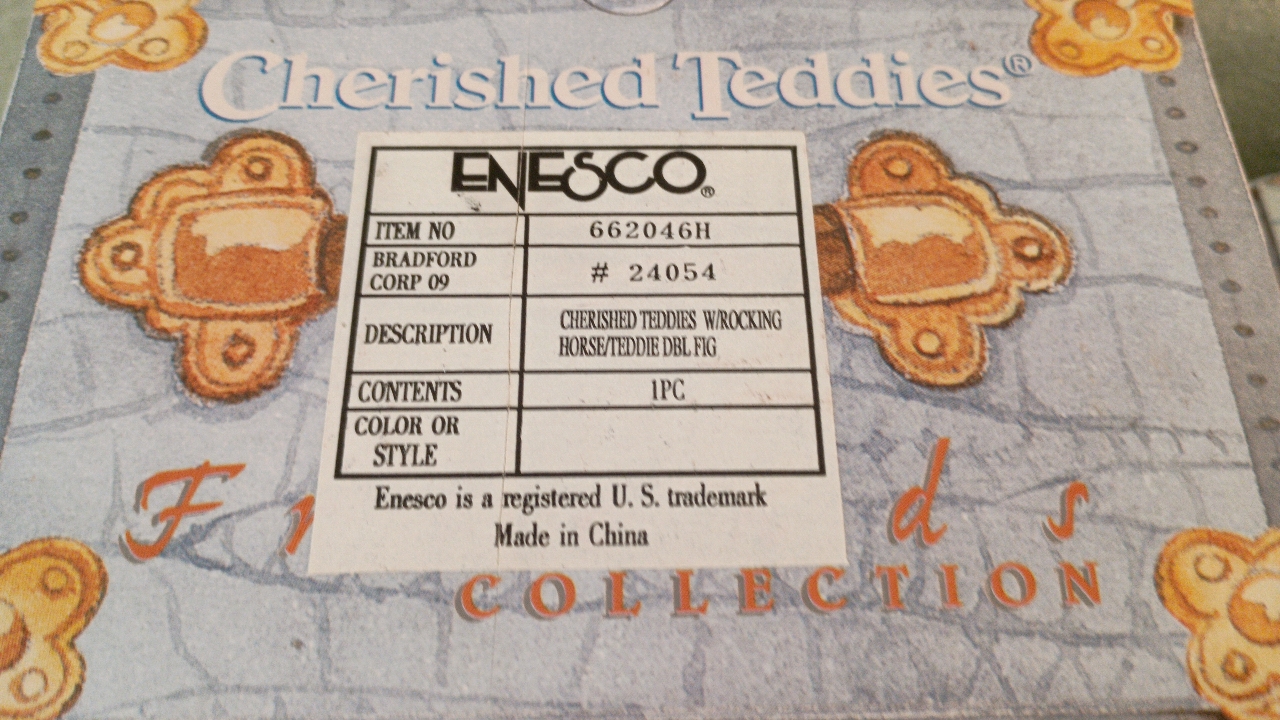 Cherished Teddies®
ENESCO®
ITEM NO 662046H
BRADFORD CORP 09 # 24054
DESCRIPTION CHERISHED TEDDIES W/ROCKING
HORSE/TEDDIE DBL FIG
CONTENTS 1PC
COLOR OR
STYLE
Enesco is a registered U. S. trademark
Made in China
COLLECTION